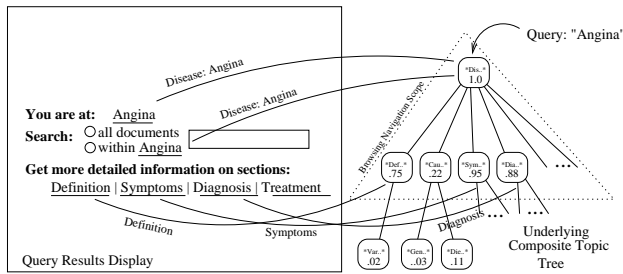 Query: "Angina"
Disease: Angina
Disease: Angina
Browsing Navigation Scope
*Dis..*
1.0
You are at: Angina
Search: all documents
within Angina
Get more detailed information on sections:
Definition | Symptoms | Diagnosis | Treatment
*Def..*
.75
*Cau..*
.22
*Sym..*
.95
*Dia..*
.88
...
Definition
Symptoms
Diagnosis
...
...
*Var..*
.02
*Gen..*
..03
*Die..*
.11
Underlying
Composite Topic
Tree
Query Results Display